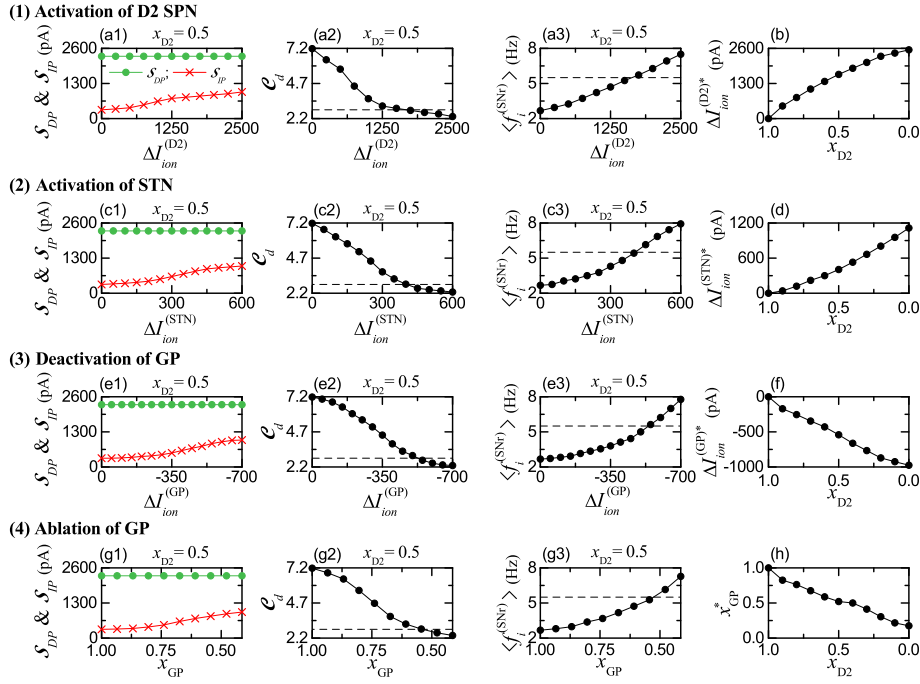 (1) Activation of D2 SPN
(a1) x_D2 = 0.5
(a2) x_D2 = 0.5
(a3) x_D2 = 0.5
(b)
S_DP & S_IP (pA)
2600
1300
0
S_DP; S_IP
0 1250 2500
ΔI_ion^(D2)
C_d
7.2
4.7
2.2
0 1250 2500
ΔI_ion^(D2)
<f_i^(SNr)> (Hz)
8
5
2
0 1250 2500
ΔI_ion^(D2)
ΔI_ion^(D2)* (pA)
2600
1300
0
1.0 0.5 0.0
x_D2
(2) Activation of STN
(c1) x_D2 = 0.5
(c2) x_D2 = 0.5
(c3) x_D2 = 0.5
(d)
S_DP & S_IP (pA)
2600
1300
0
0 300 600
ΔI_ion^(STN)
C_d
7.2
4.7
2.2
0 300 600
ΔI_ion^(STN)
<f_i^(SNr)> (Hz)
8
5
2
0 300 600
ΔI_ion^(STN)
ΔI_ion^(STN)* (pA)
1200
600
0
1.0 0.5 0.0
x_D2
(3) Deactivation of GP
(e1) x_D2 = 0.5
(e2) x_D2 = 0.5
(e3) x_D2 = 0.5
(f)
S_DP & S_IP (pA)
2600
1300
0
0 -350 -700
ΔI_ion^(GP)
C_d
7.2
4.7
2.2
0 -350 -700
ΔI_ion^(GP)
<f_i^(SNr)> (Hz)
8
5
2
0 -350 -700
ΔI_ion^(GP)
ΔI_ion^(GP)* (pA)
0
-500
-1000
1.0 0.5 0.0
x_D2
(4) Ablation of GP
(g1) x_D2 = 0.5
(g2) x_D2 = 0.5
(g3) x_D2 = 0.5
(h)
S_DP & S_IP (pA)
2600
1300
0
1.00 0.75 0.50
x_GP
C_d
7.2
4.7
2.2
1.00 0.75 0.50
x_GP
<f_i^(SNr)> (Hz)
8
5
2
1.00 0.75 0.50
x_GP
x_GP^*
1.0
0.5
0.0
1.0 0.5 0.0
x_D2